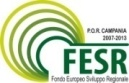 P.O.R. CAMPANIA
2007-2013
FESR
Fondo Europeo Sviluppo Regionale